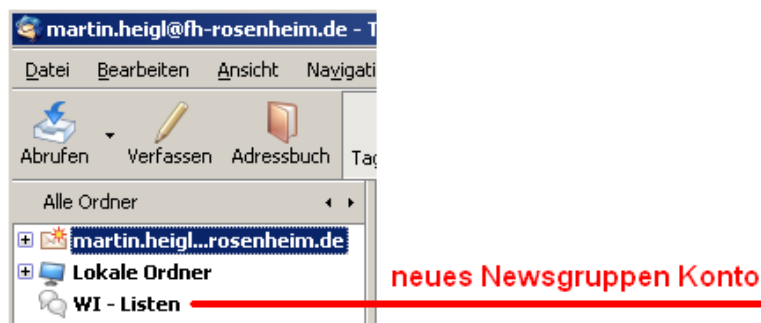 martin.heigl@fh-rosenheim.de - T
Datei Bearbeiten Ansicht Navigati
Abrufen Verfassen Adressbuch Tag
Alle Ordner
martin.heigl...rosenheim.de
Lokale Ordner
WI - Listen
neues Newsgruppen Konto